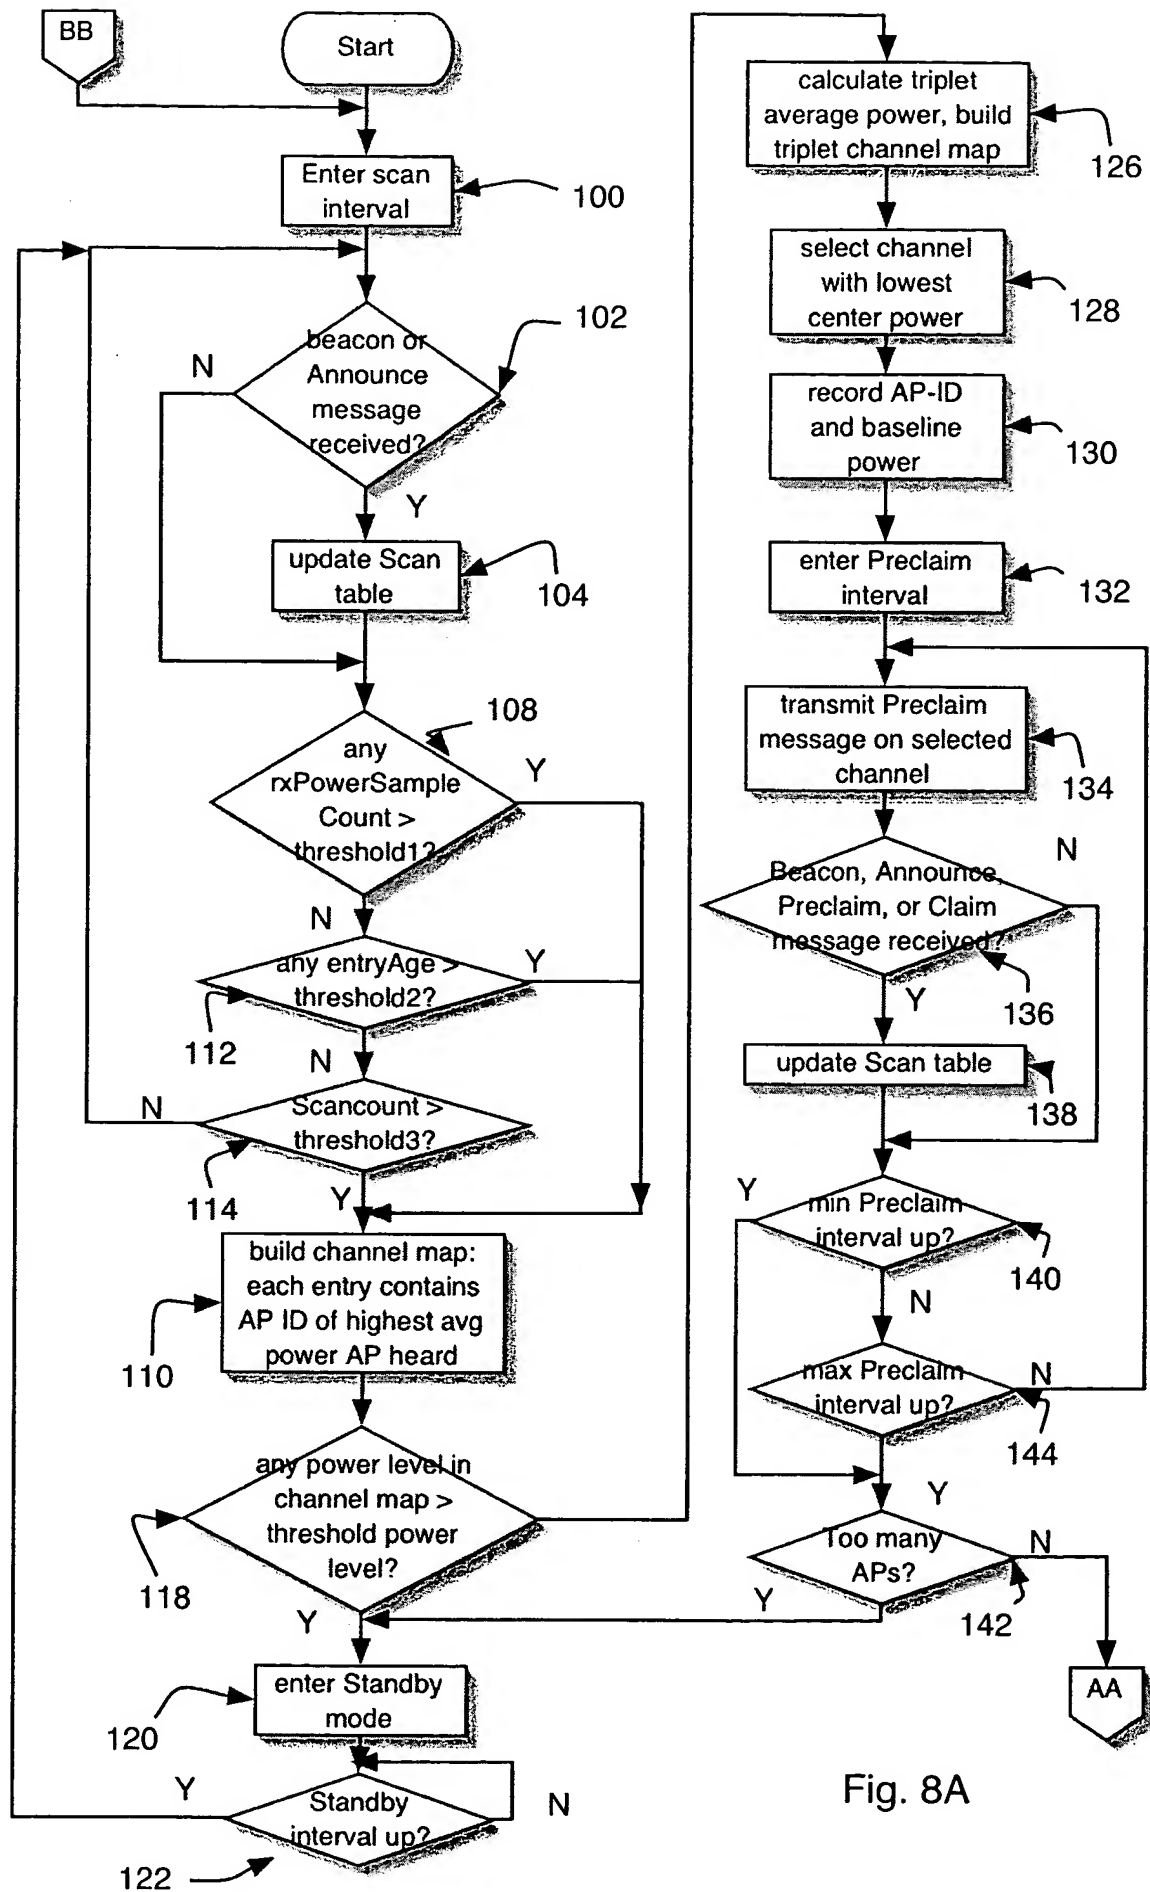 BB
Start
Enter scan
interval
100
beacon or
Announce
message
received?
102
N
Y
update Scan
table
104
any
rxPowerSample
Count >
threshold1?
108
Y
N
any entryAge >
threshold2?
Y
112
N
Scancount >
threshold3?
N
114
Y
build channel map:
each entry contains
AP ID of highest avg
power AP heard
110
any power level in
channel map >
threshold power
level?
118
Y
enter Standby
mode
120
Y
Standby
interval up?
N
122
calculate triplet
average power, build
triplet channel map
126
select channel
with lowest
center power
128
record AP-ID
and baseline
power
130
enter Preclaim
interval
132
transmit Preclaim
message on selected
channel
134
N
Beacon, Announce,
Preclaim, or Claim
message received?
136
Y
update Scan table
138
Y
min Preclaim
interval up?
140
N
max Preclaim
interval up?
N
144
Y
Too many
APs?
N
Y
142
AA
Fig. 8A